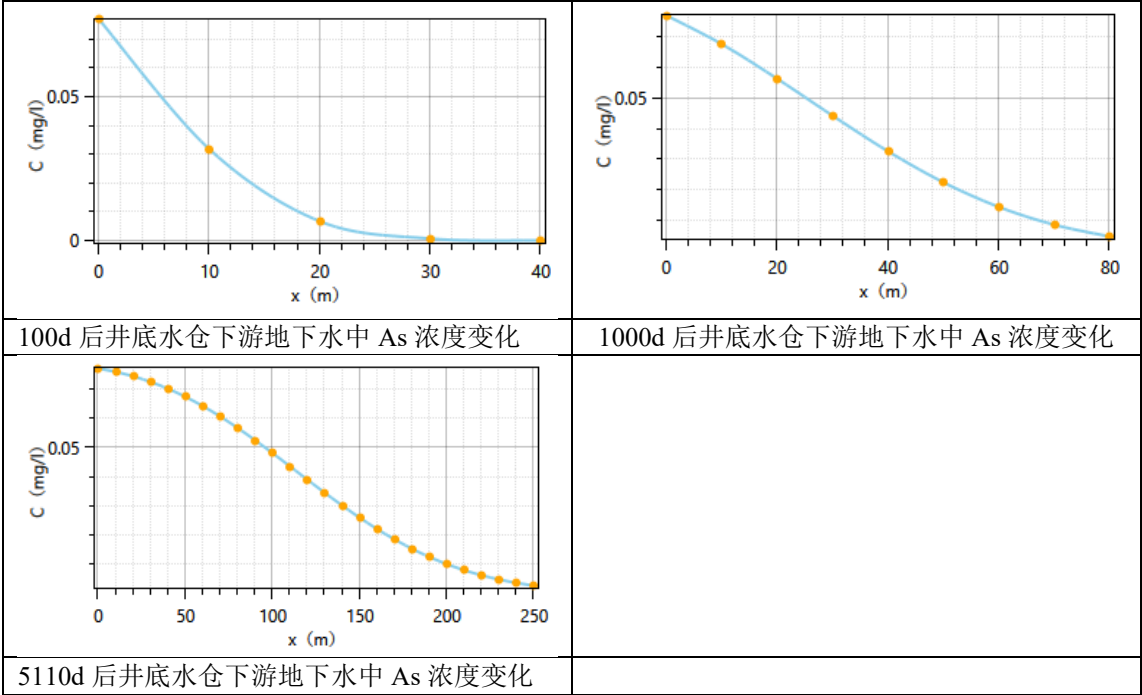 C（mg/l）
0.05
0
0 10 20 30 40
x（m）
100d 后井底水仓下游地下水中 As 浓度变化
C（mg/l）
0.05
0 20 40 60 80
x（m）
1000d 后井底水仓下游地下水中 As 浓度变化
C（mg/l）
0.05
0 50 100 150 200 250
x（m）
5110d 后井底水仓下游地下水中 As 浓度变化